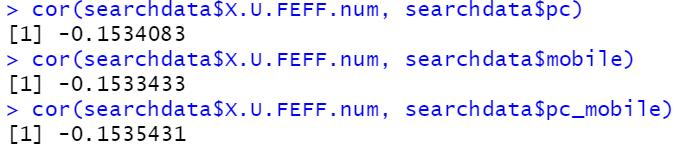 > cor(searchdata$X.U.FEFF.num, searchdata$pc)
[1] -0.1534083
> cor(searchdata$X.U.FEFF.num, searchdata$mobile)
[1] -0.1533433
> cor(searchdata$X.U.FEFF.num, searchdata$pc_mobile)
[1] -0.1535431